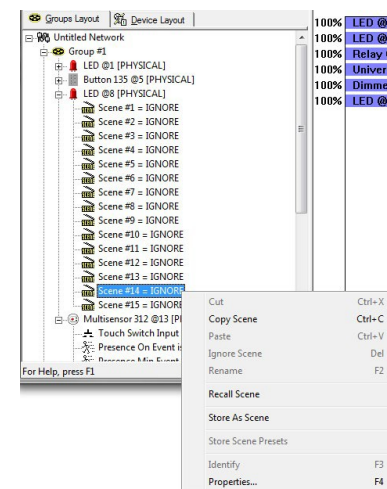 Groups Layout Device Layout
Untitled Network
Group #1
LED @1 [PHYSICAL]
Button 135 @5 [PHYSICAL]
LED @8 [PHYSICAL]
Scene #1 = IGNORE
Scene #2 = IGNORE
Scene #3 = IGNORE
Scene #4 = IGNORE
Scene #5 = IGNORE
Scene #6 = IGNORE
Scene #7 = IGNORE
Scene #8 = IGNORE
Scene #9 = IGNORE
Scene #10 = IGNORE
Scene #11 = IGNORE
Scene #12 = IGNORE
Scene #13 = IGNORE
Scene #14 = IGNORE
Scene #15 = IGNORE
Multisensor 312 @13 [P
Touch Switch Input
Presence On Event is
Presence Min Event
For Help, press F1
100% LED @
100% LED @
100% Relay
100% Univer
100% Dimme
100% LED @
Cut Ctrl+X
Copy Scene Ctrl+C
Paste Ctrl+V
Ignore Scene Del
Rename F2
Recall Scene
Store As Scene
Store Scene Presets
Identify F3
Properties... F4